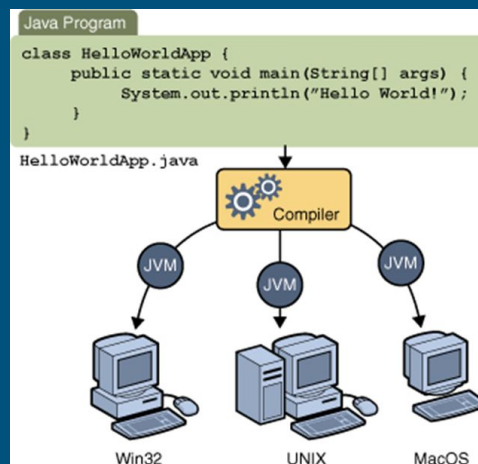 Java Program
class HelloWorldApp {
    public static void main(String[] args) {
        System.out.println("Hello World!");
    }
}
HelloWorldApp.java
Compiler
JVM
JVM
JVM
Win32
UNIX
MacOS